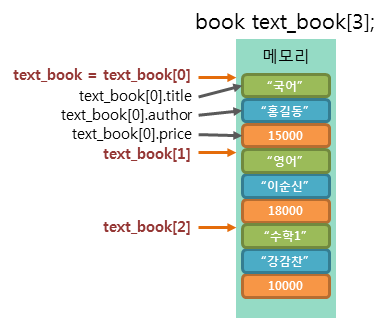 book text_book[3];
메모리
text_book = text_book[0]
"국어"
text_book[0].title
text_book[0].author
"홍길동"
text_book[0].price
15000
text_book[1]
"영어"
"이순신"
18000
text_book[2]
"수학1"
"강감찬"
10000